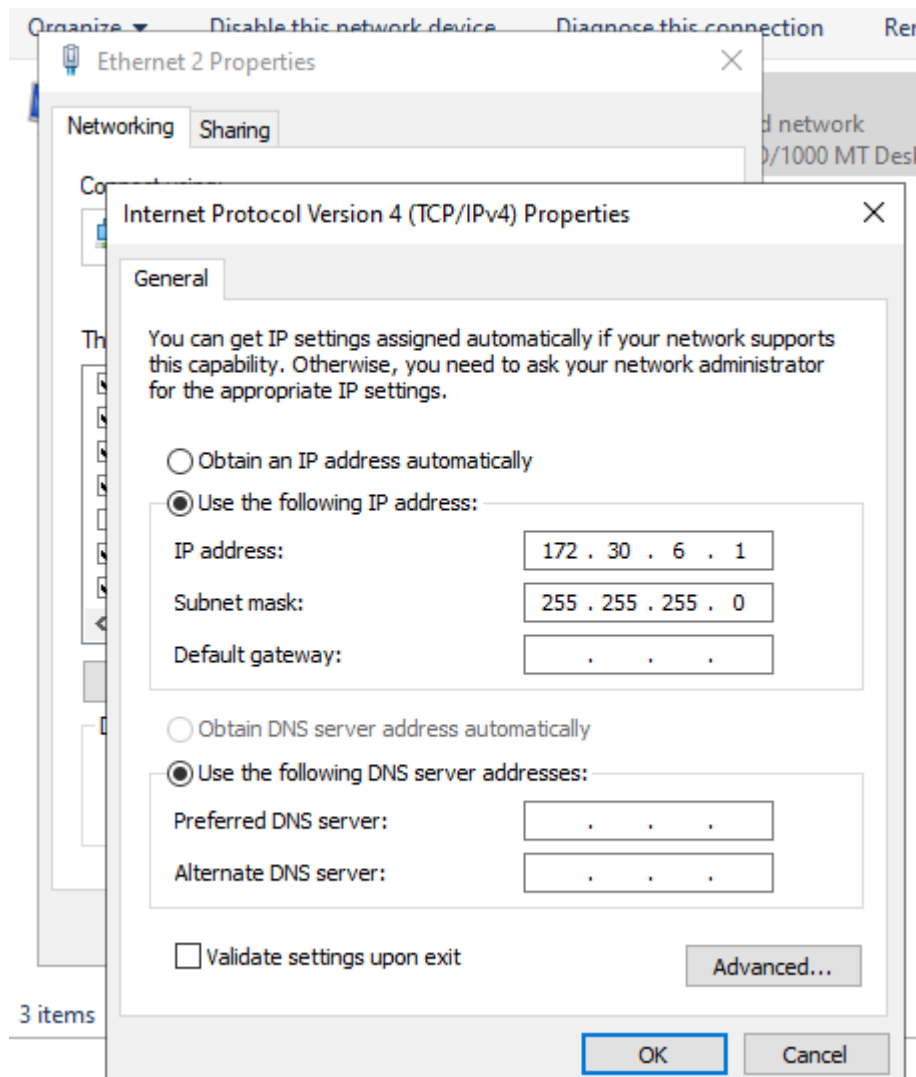 Organize Disable this network device Diagnose this connection
Ethernet 2 Properties
Networking Sharing
d network
0/1000 MT Des
Connect using:
Internet Protocol Version 4 (TCP/IPv4) Properties
General
Th
You can get IP settings assigned automatically if your network supports
this capability. Otherwise, you need to ask your network administrator
for the appropriate IP settings.
Obtain an IP address automatically
Use the following IP address:
IP address: 172 . 30 . 6 . 1
Subnet mask: 255 . 255 . 255 . 0
Default gateway: . . .
Obtain DNS server address automatically
Use the following DNS server addresses:
Preferred DNS server: . . .
Alternate DNS server: . . .
Validate settings upon exit
Advanced...
3 items
OK Cancel